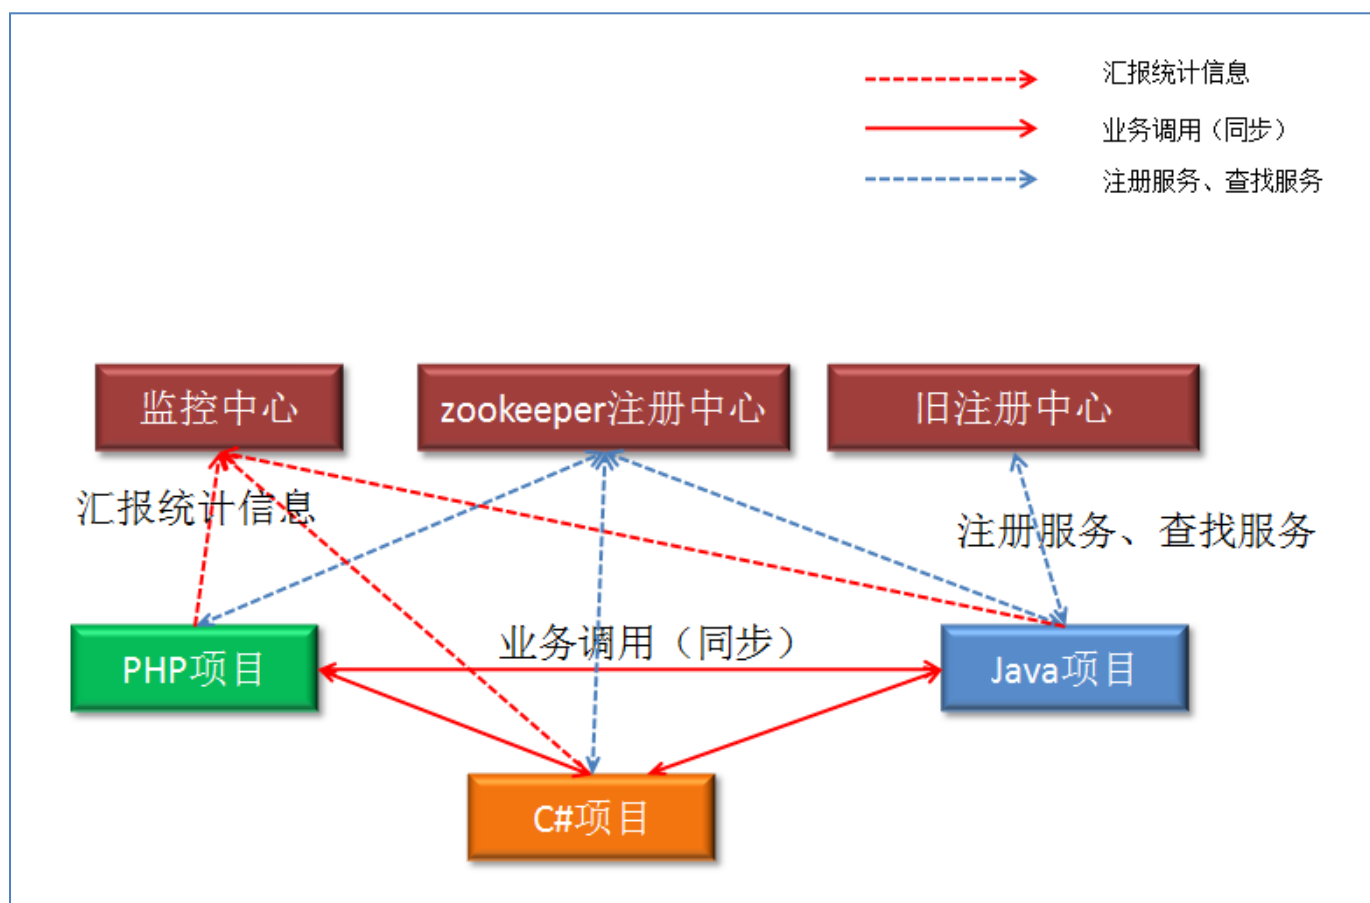 汇报统计信息
业务调用（同步）
注册服务、查找服务
监控中心
zookeeper注册中心
旧注册中心
汇报统计信息
注册服务、查找服务
业务调用（同步）
PHP项目
Java项目
C#项目